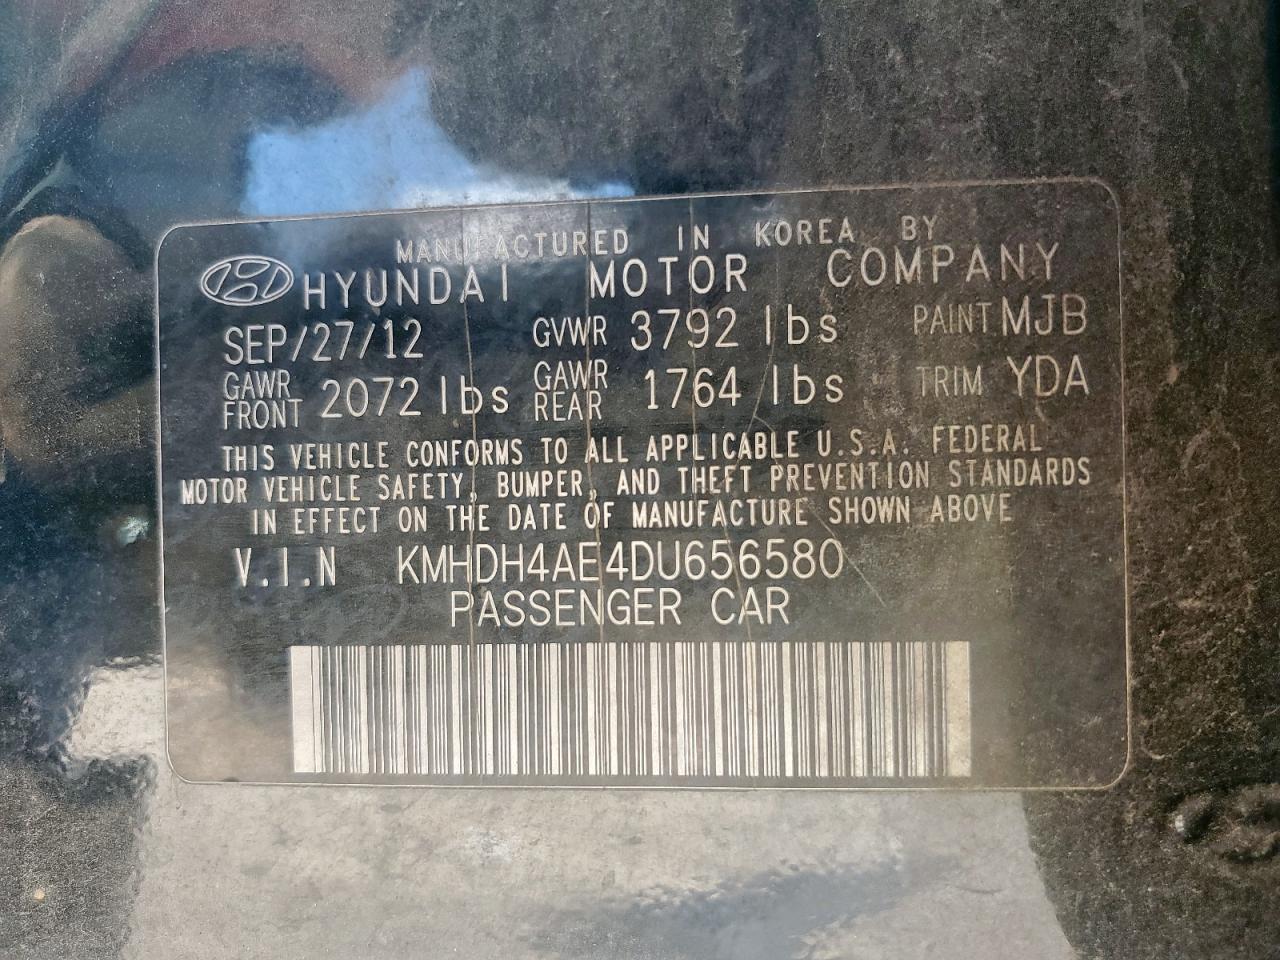 MANUFACTURED IN KOREA BY
HYUNDAI MOTOR COMPANY
SEP/27/12 GVWR 3792 lbs PAINT MJB
GAWR FRONT 2072 lbs GAWR REAR 1764 lbs TRIM YDA
THIS VEHICLE CONFORMS TO ALL APPLICABLE U.S.A. FEDERAL
MOTOR VEHICLE SAFETY, BUMPER, AND THEFT PREVENTION STANDARDS
IN EFFECT ON THE DATE OF MANUFACTURE SHOWN ABOVE
V.I.N KMHDH4AE4DU656580
PASSENGER CAR